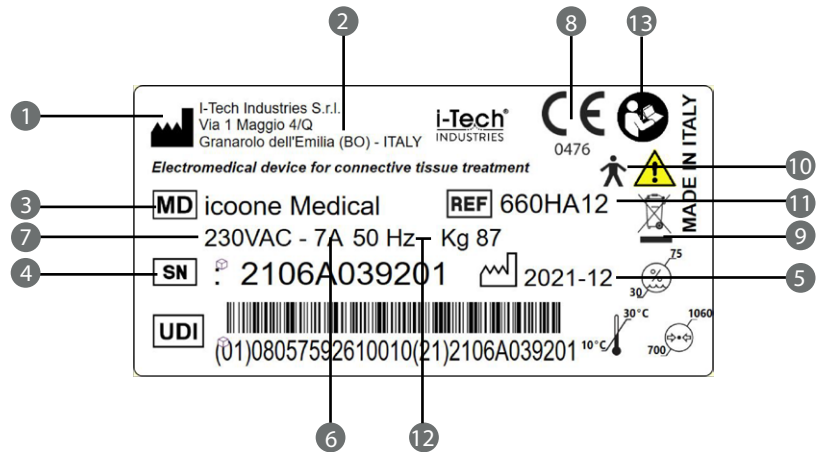 2
8
13
1
I-Tech Industries S.r.l.
Via 1 Maggio 4/Q
Granarolo dell'Emilia (BO) - ITALY
i-Tech®
INDUSTRIES
CE
0476
MADE IN ITALY
Electromedical device for connective tissue treatment
10
3
MD icoone Medical
REF 660HA12
11
7
230VAC - 7A 50 Hz - Kg 87
9
4
SN : 2106A039201
2021-12
5
%
75
30
UDI
(01)08057592610010(21)2106A039201
10°C
30°C
700
1060
6
12